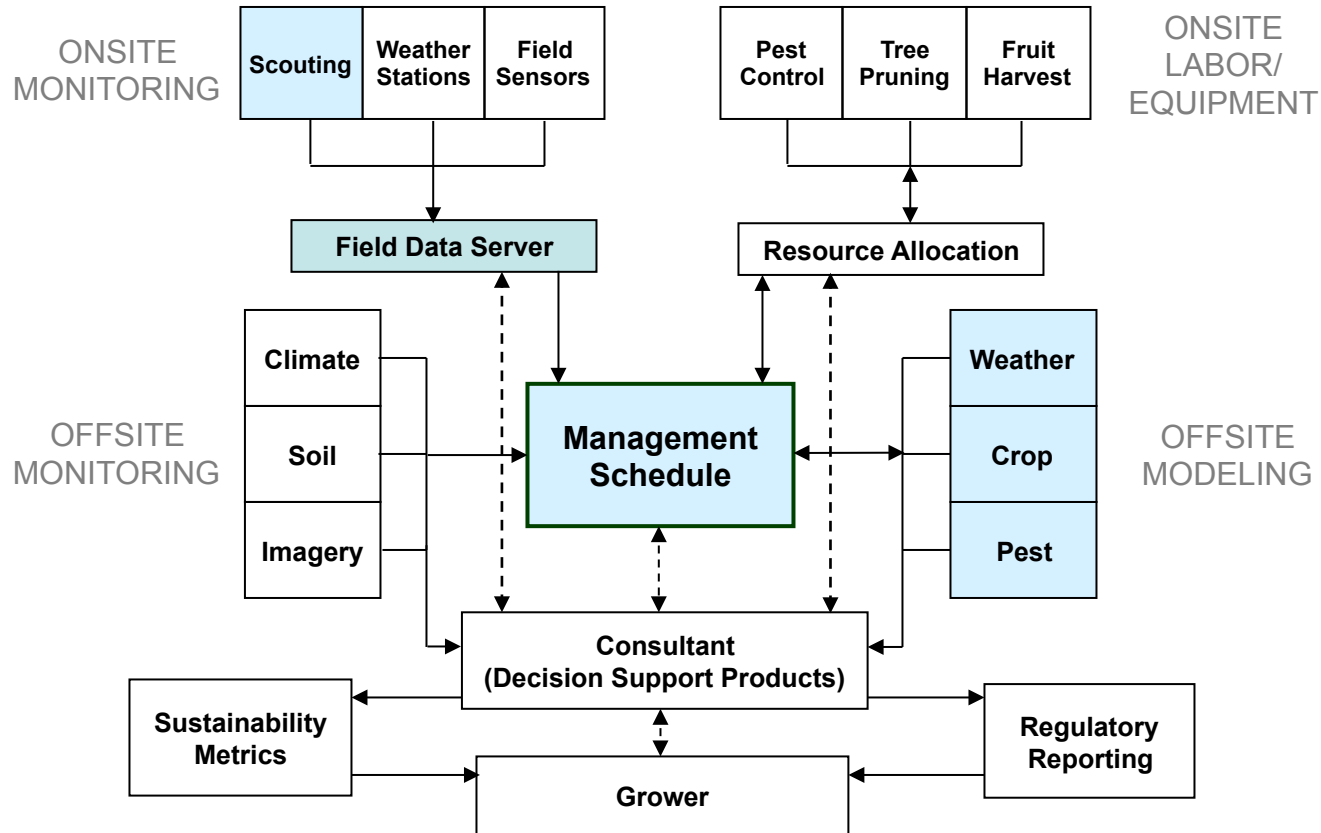 ONSITE
MONITORING
Scouting
Weather
Stations
Field
Sensors
Pest
Control
Tree
Pruning
Fruit
Harvest
ONSITE
LABOR/
EQUIPMENT
Field Data Server
Resource Allocation
OFFSITE
MONITORING
Climate
Soil
Imagery
Management
Schedule
Weather
Crop
Pest
OFFSITE
MODELING
Consultant
(Decision Support Products)
Sustainability
Metrics
Regulatory
Reporting
Grower